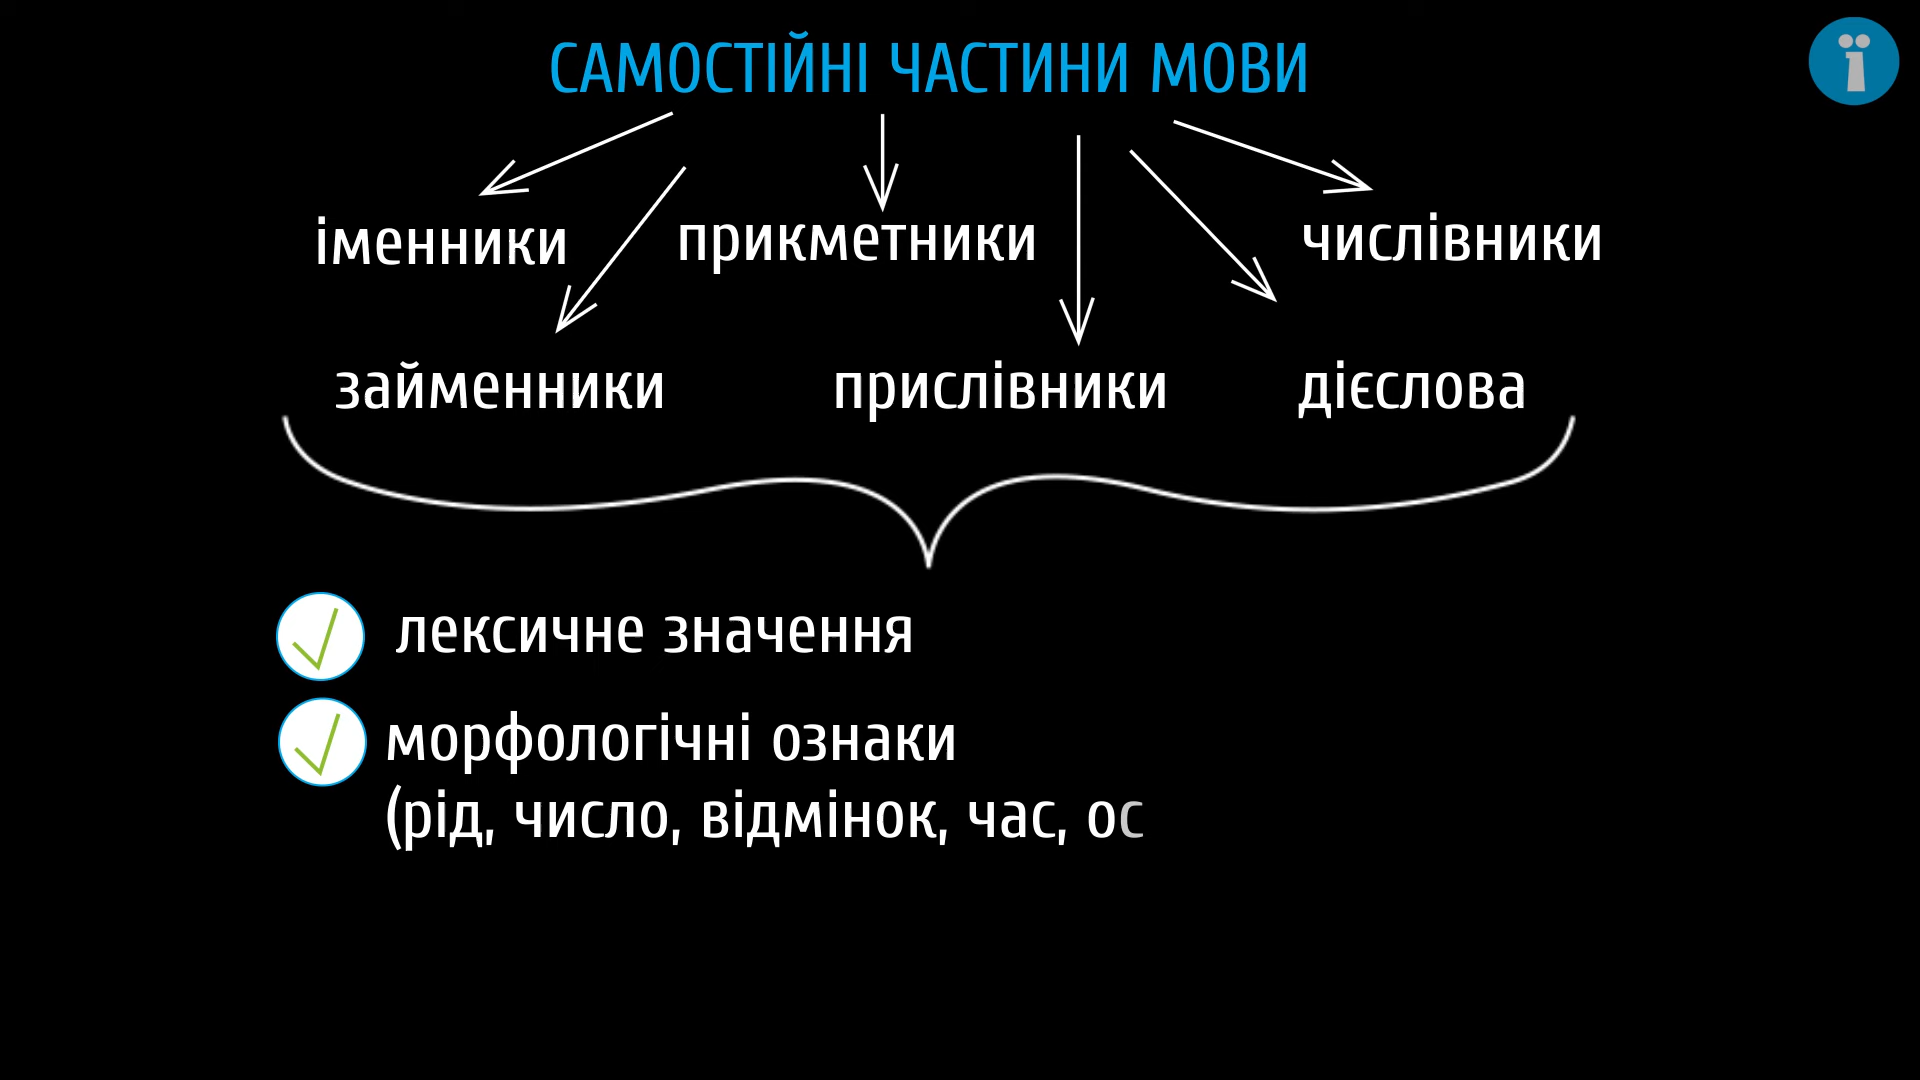 САМОСТІЙНІ ЧАСТИНИ МОВИ
ї
іменники прикметники числівники
займенники прислівники дієслова
лексичне значення
морфологічні ознаки
(рід, число, відмінок, час, ос